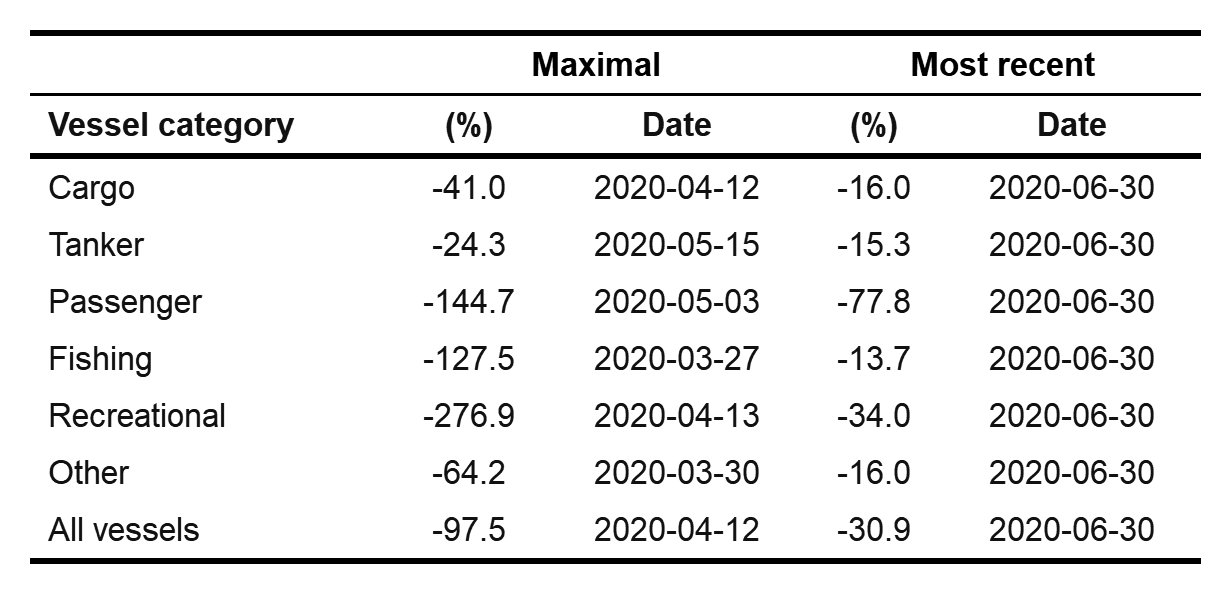 Maximal Most recent
Vessel category (%) Date (%) Date
Cargo -41.0 2020-04-12 -16.0 2020-06-30
Tanker -24.3 2020-05-15 -15.3 2020-06-30
Passenger -144.7 2020-05-03 -77.8 2020-06-30
Fishing -127.5 2020-03-27 -13.7 2020-06-30
Recreational -276.9 2020-04-13 -34.0 2020-06-30
Other -64.2 2020-03-30 -16.0 2020-06-30
All vessels -97.5 2020-04-12 -30.9 2020-06-30